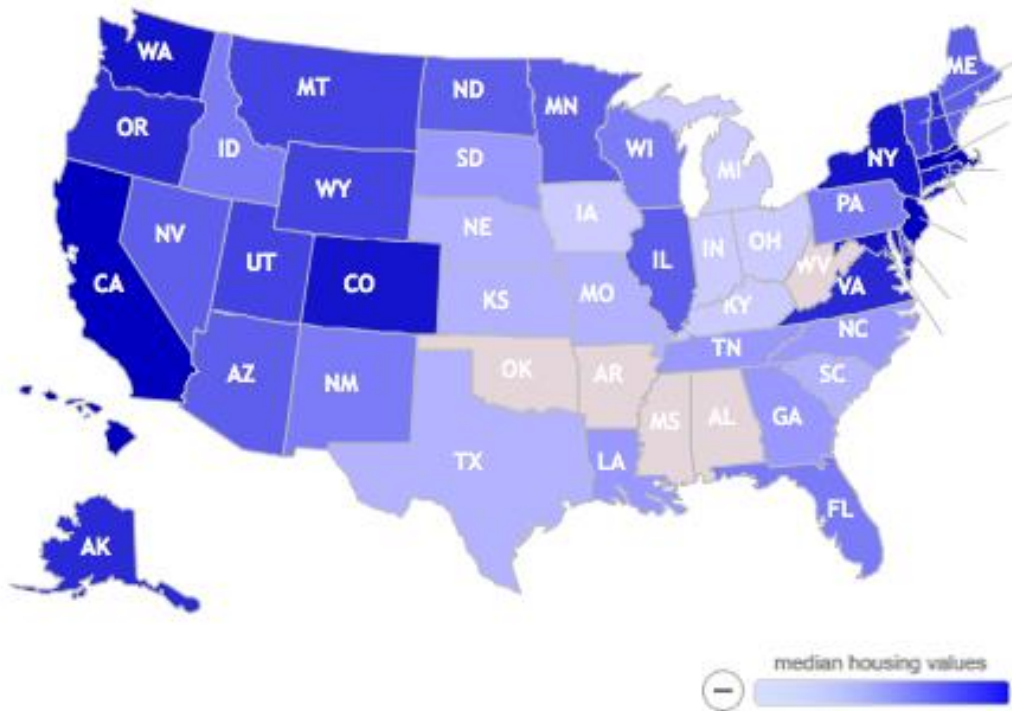 WA
MT
ND
MN
ME
OR
ID
SD
WI
NY
WY
MI
IA
PA
NE
NV
IL
IN
OH
UT
WV
CA
CO
VA
KS
MO
KY
NC
TN
AZ
NM
OK
AR
SC
MS
AL
GA
TX
LA
FL
AK
median housing values
−